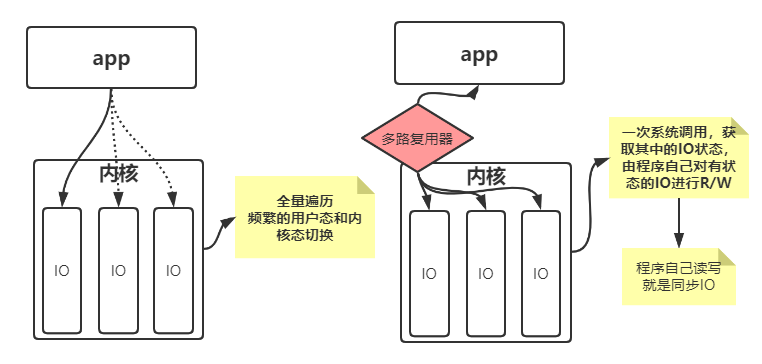 app
内核
IO
IO
IO
全量遍历
频繁的用户态和内
核态切换
app
多路复用器
内核
IO
IO
IO
一次系统调用，获
取其中的IO状态，
由程序自己对有状
态的IO进行R/W
程序自己读写
就是同步IO